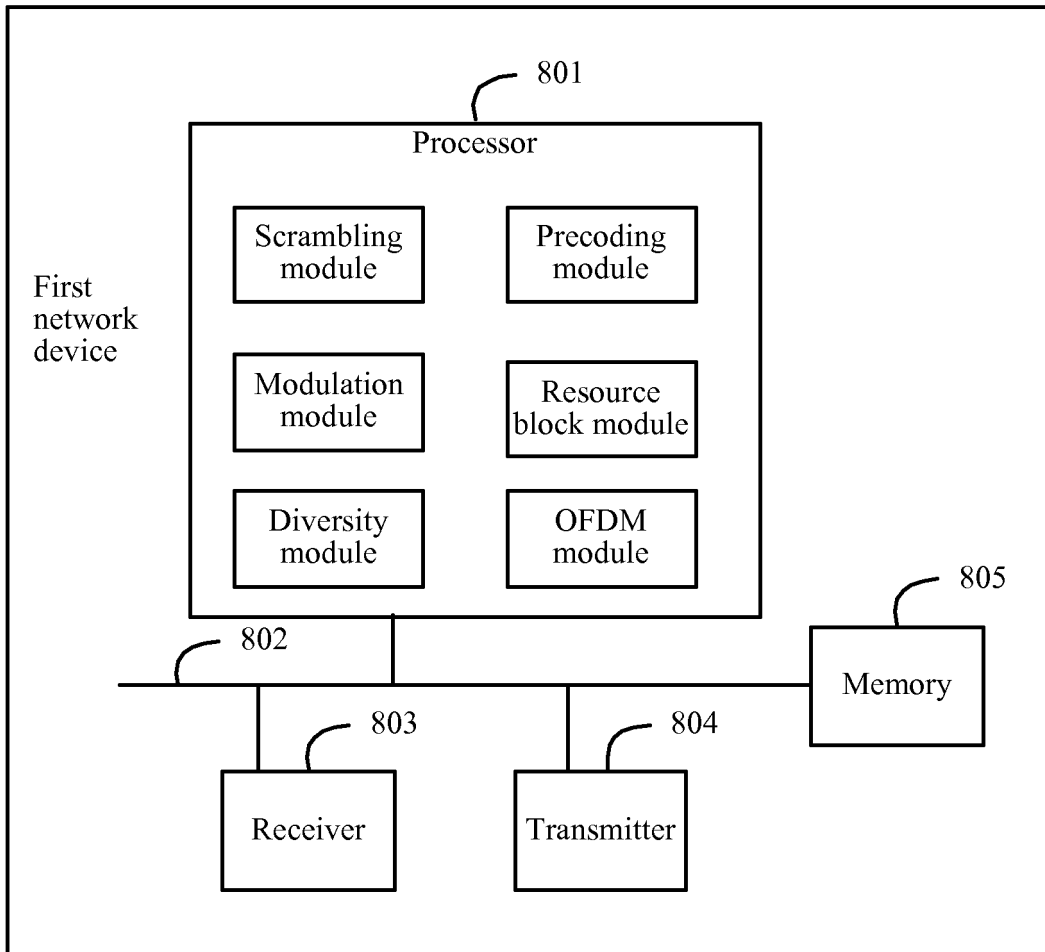 801
Processor
Scrambling
module
Precoding
module
First
network
device
Modulation
module
Resource
block module
Diversity
module
OFDM
module
805
802
Memory
803
804
Receiver
Transmitter